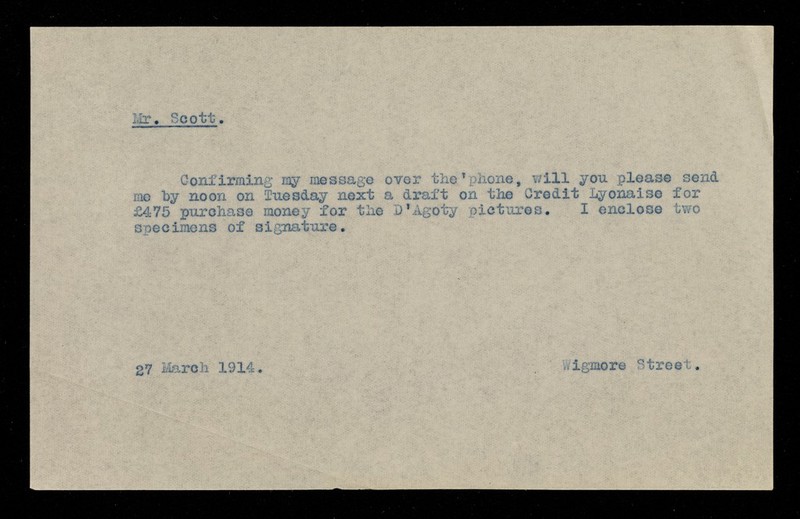 Mr. Scott.
Confirming my message over the'phone, will you please send
me by noon on Tuesday next a draft on the Credit Lyonaise for
£475 purchase money for the D'Agoty pictures. I enclose two
specimens of signature.
27 March 1914.
Wigmore Street.